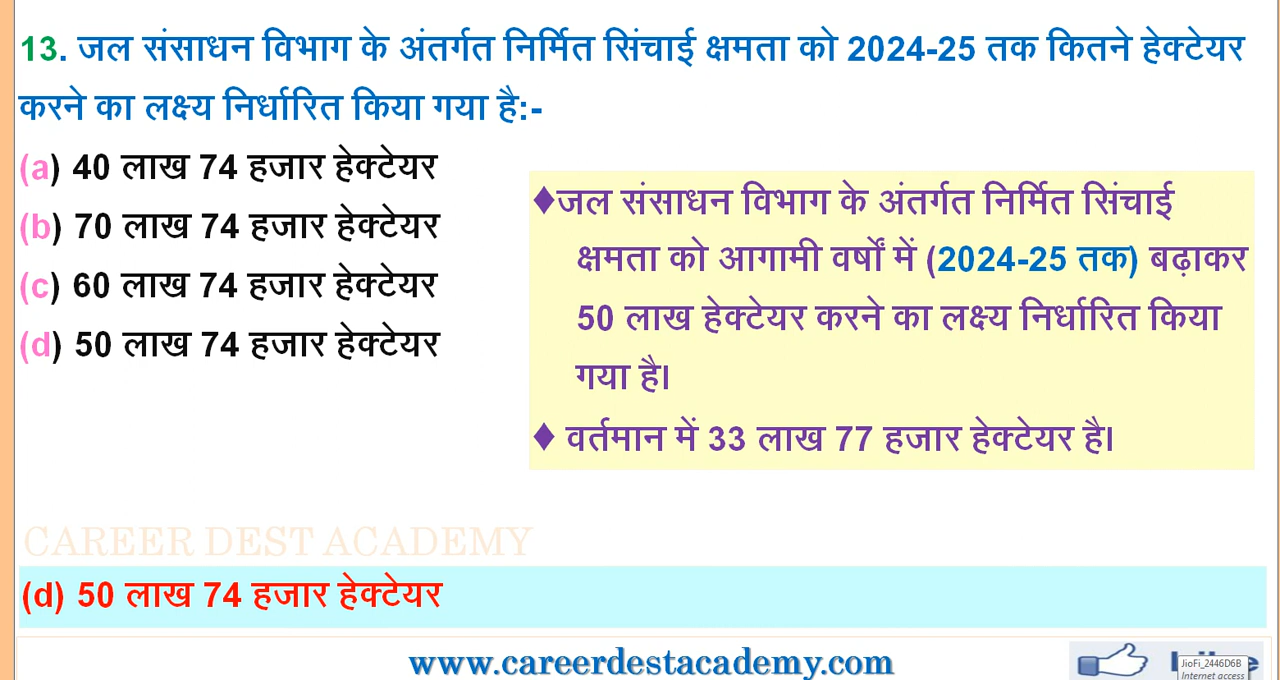 13. जल संसाधन विभाग के अंतर्गत निर्मित सिंचाई क्षमता को 2024-25 तक कितने हेक्टेयर
करने का लक्ष्य निर्धारित किया गया है:-
(a) 40 लाख 74 हजार हेक्टेयर
(b) 70 लाख 74 हजार हेक्टेयर
(c) 60 लाख 74 हजार हेक्टेयर
(d) 50 लाख 74 हजार हेक्टेयर
♦जल संसाधन विभाग के अंतर्गत निर्मित सिंचाई
क्षमता को आगामी वर्षों में (2024-25 तक) बढ़ाकर
50 लाख हेक्टेयर करने का लक्ष्य निर्धारित किया
गया है।
♦ वर्तमान में 33 लाख 77 हजार हेक्टेयर है।
CAREER DEST ACADEMY
(d) 50 लाख 74 हजार हेक्टेयर
www.careerdestacademy.com
JioFi_2446D6B
Internet access